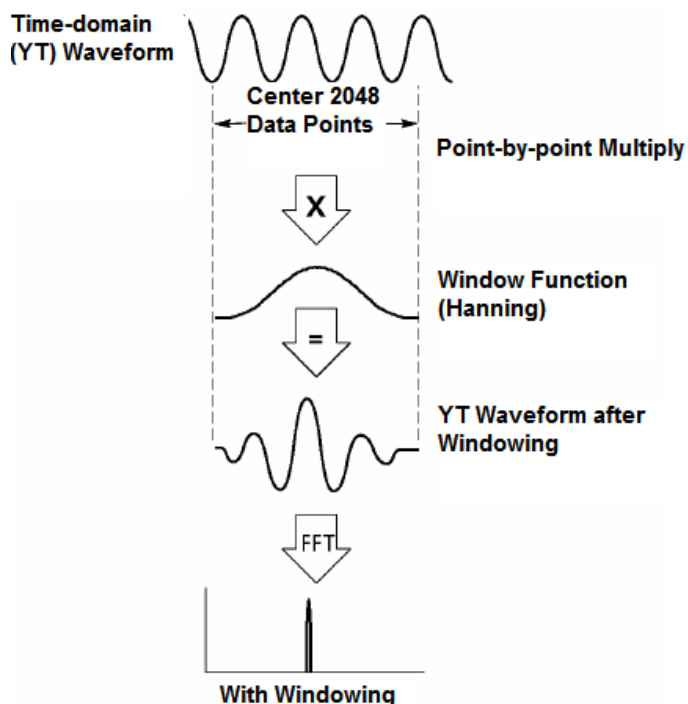 Time-domain
(YT) Waveform
Center 2048
Data Points
Point-by-point Multiply
X
Window Function
(Hanning)
=
YT Waveform after
Windowing
FFT
With Windowing